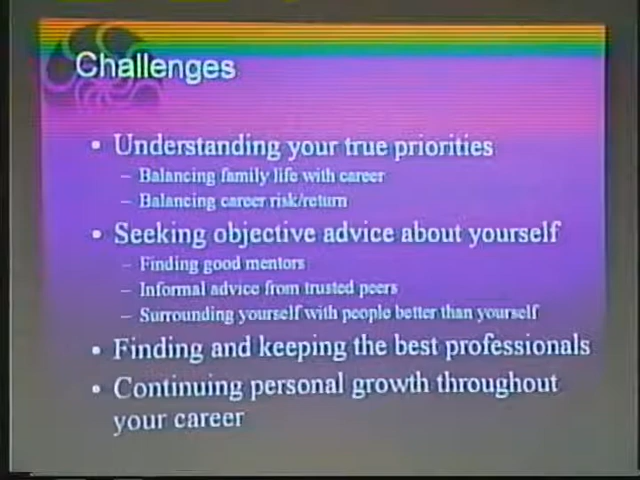 Challenges
• Understanding your true priorities
– Balancing family life with career
– Balancing career risk/return
• Seeking objective advice about yourself
– Finding good mentors
– Informal advice from trusted peers
– Surrounding yourself with people better than yourself
• Finding and keeping the best professionals
• Continuing personal growth throughout
your career